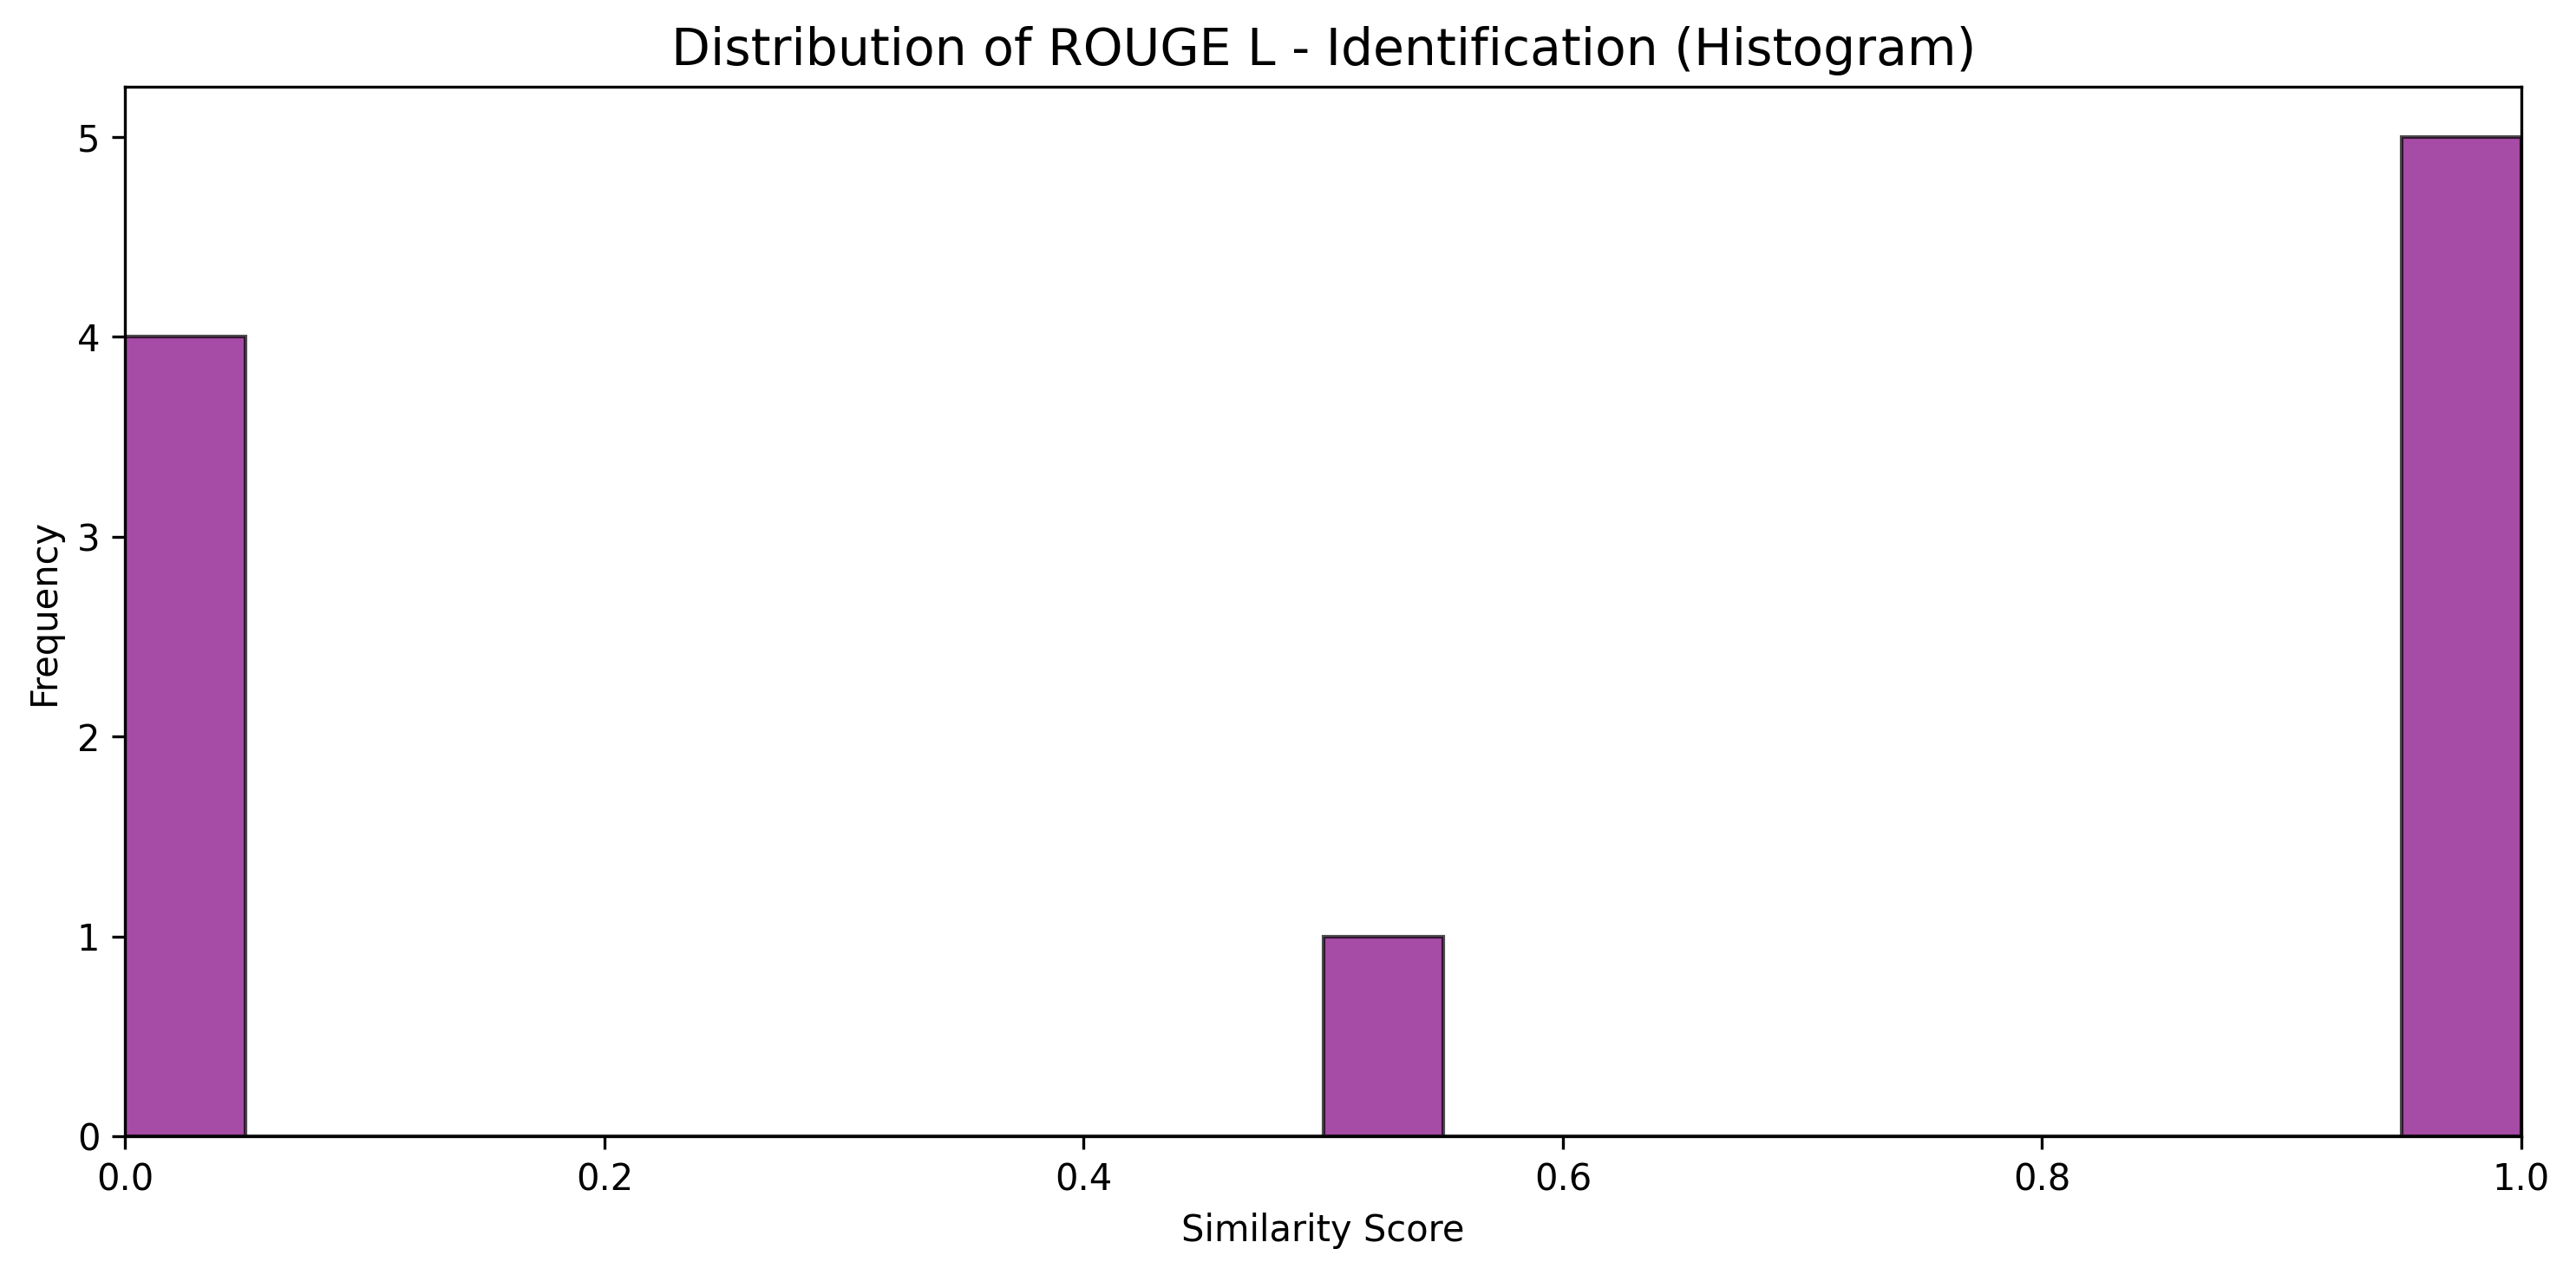 Distribution of ROUGE L - Identification (Histogram)
5
4
3
2
1
0
Frequency
0.0 0.2 0.4 0.6 0.8 1.0
Similarity Score